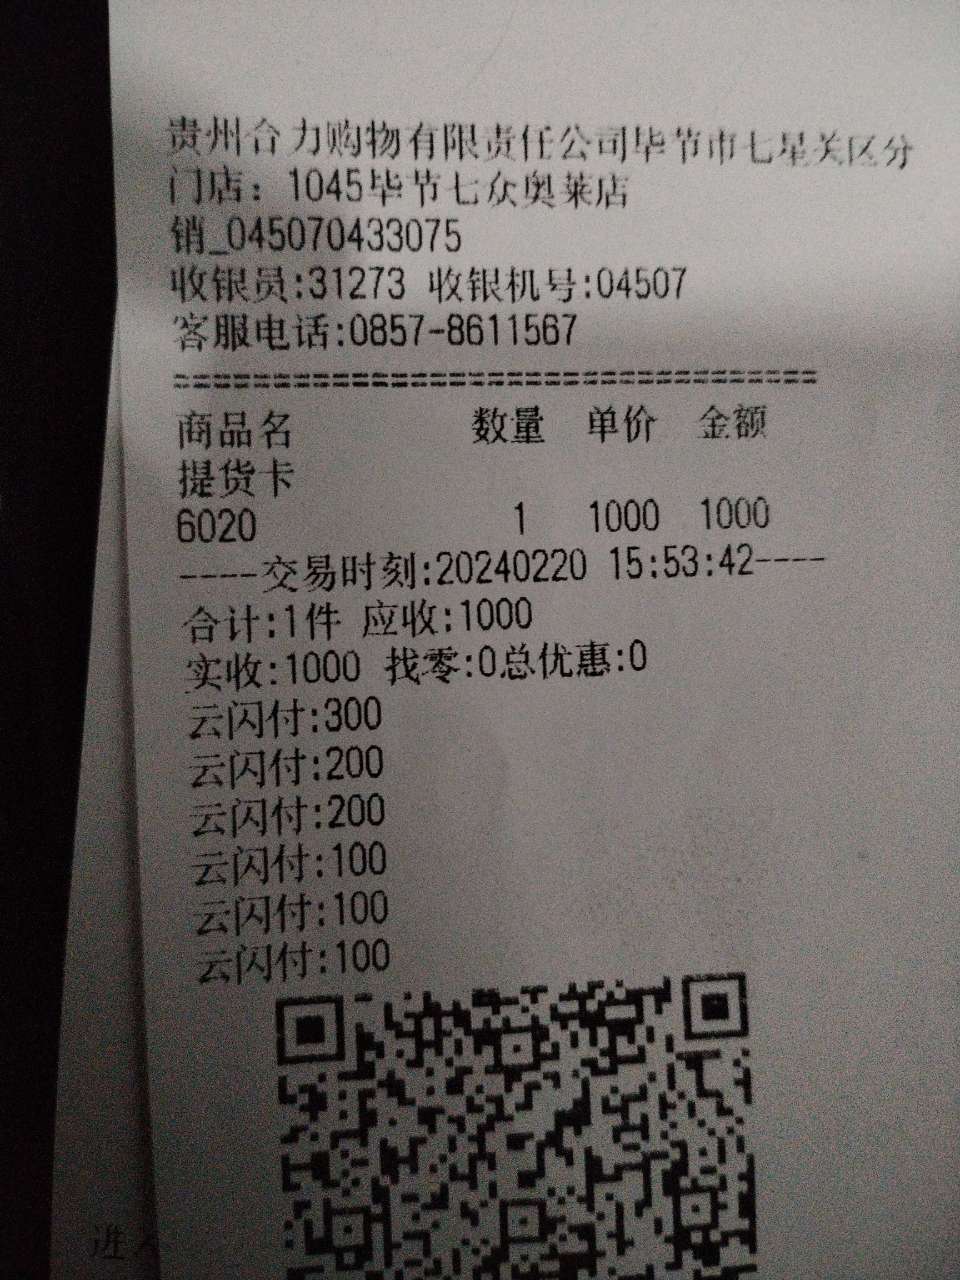 贵州合力购物有限责任公司毕节市七星关区分
门店：1045毕节七众奥莱店
销_045070433075
收银员:31273 收银机号:04507
客服电话:0857-8611567
==================================
商品名 数量 单价 金额
提货卡
6020 1 1000 1000
----交易时刻:20240220 15:53:42----
合计:1件 应收:1000
实收:1000 找零:0总优惠:0
云闪付:300
云闪付:200
云闪付:200
云闪付:100
云闪付:100
云闪付:100
进入